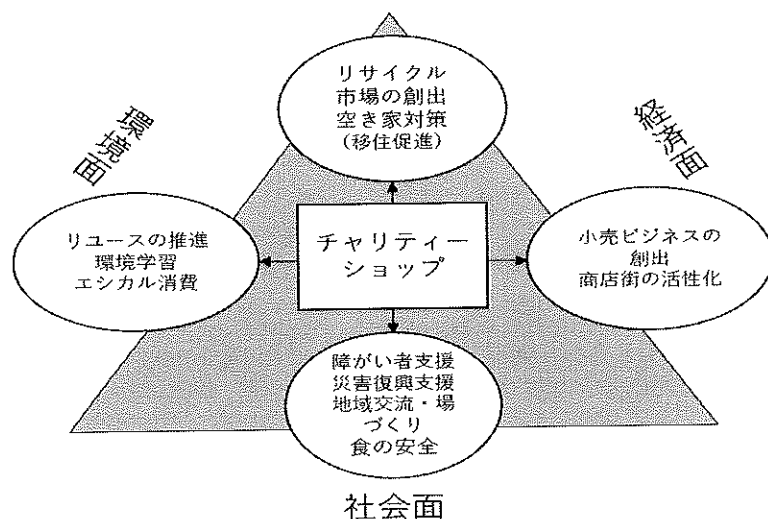 リサイクル
市場の創出
空き家対策
(移住促進)
環境面
経済面
リユースの推進
環境学習
エシカル消費
チャリティー
ショップ
小売ビジネスの
創出
商店街の活性化
障がい者支援
災害復興支援
地域交流・場
づくり
食の安全
社会面